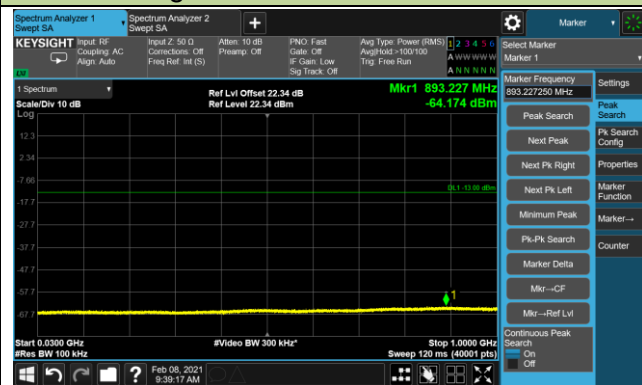 Spectrum Analyzer 1
Swept SA
Spectrum Analyzer 2
Swept SA
+
Marker
KEYSIGHT
Input: RF
Coupling: AC
Align: Auto
Input Z: 50 Ω
Corrections: Off
Freq Ref: Int (S)
Atten: 10 dB
Preamp: Off
PNO: Fast
Gate: Off
IF Gain: Low
Sig Track: Off
Avg Type: Power (RMS)
Avg|Hold:>100/100
Trig: Free Run
1 2 3 4 5 6
A W W W W W
A N N N N N
LXI
Select Marker
Marker 1
1 Spectrum
Scale/Div 10 dB
Log
Ref Lvl Offset 22.34 dB
Ref Level 22.34 dBm
Mkr1 893.227 MHz
-64.174 dBm
12.3
2.34
-7.66
-17.7
-27.7
-37.7
-47.7
-57.7
-67.7
DL1 -13.00 dBm
1
Start 0.0300 GHz
#Res BW 100 kHz
#Video BW 300 kHz*
Stop 1.0000 GHz
Sweep 120 ms (40001 pts)
Marker Frequency
893.227250 MHz
Peak Search
Next Peak
Next Pk Right
Next Pk Left
Minimum Peak
Pk-Pk Search
Marker Delta
Mkr→CF
Mkr→Ref Lvl
Continuous Peak
Search
On
Off
Settings
Peak
Search
Pk Search
Config
Properties
Marker
Function
Marker→
Counter
?
Feb 08, 2021
9:39:17 AM